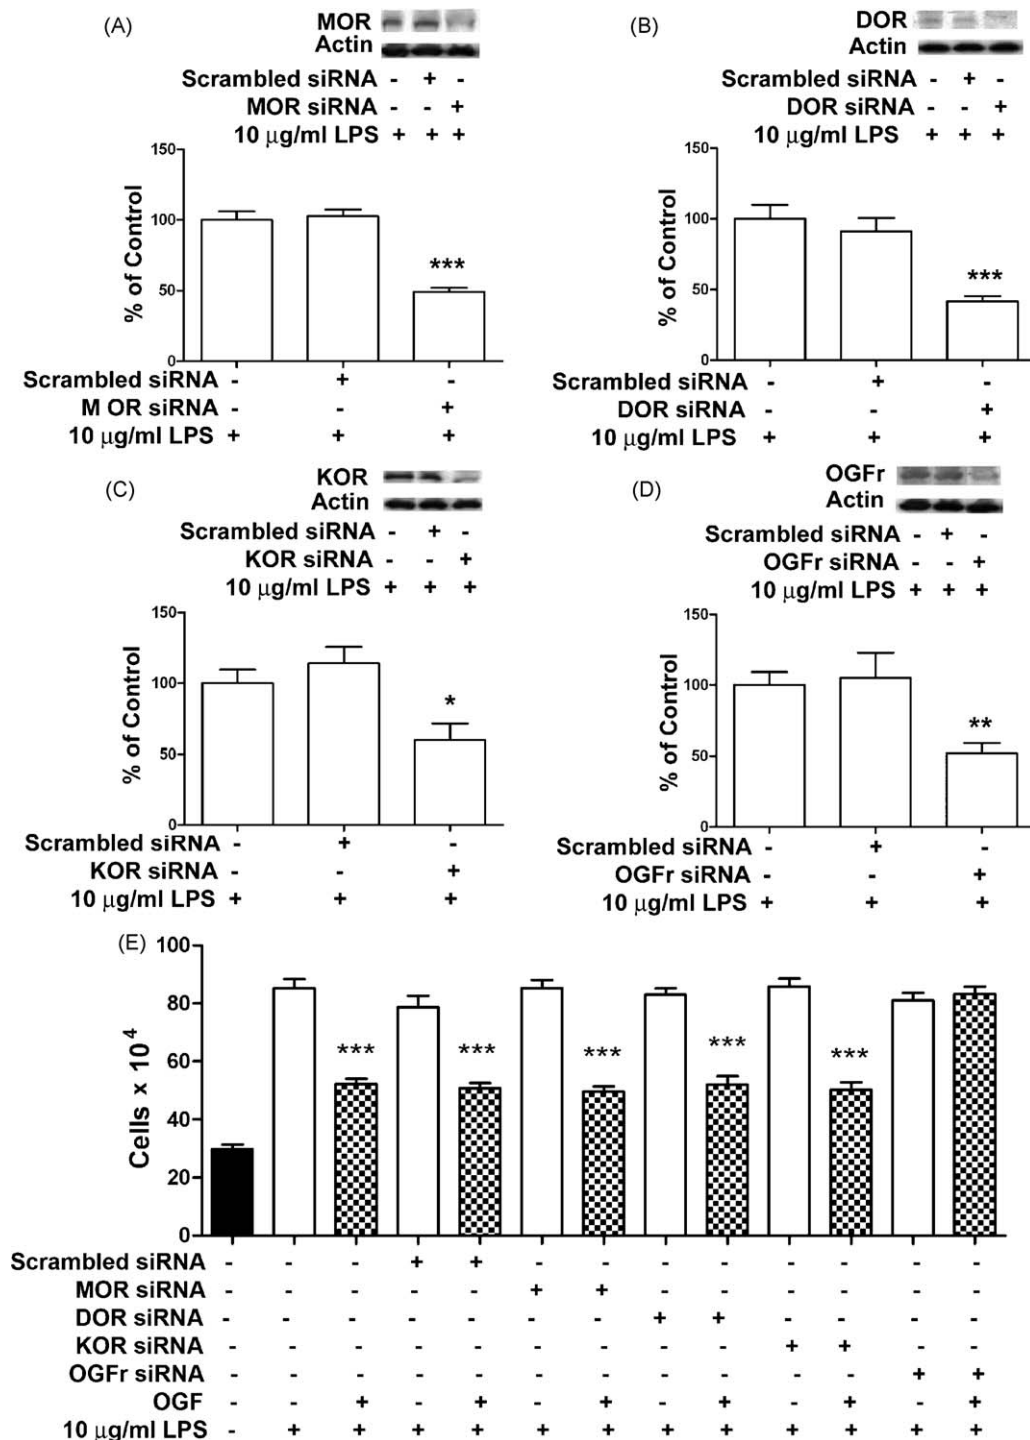 (A)
MOR
Actin
Scrambled siRNA - + -
MOR siRNA - - +
10 μg/ml LPS + + +
% of Control
150
100
50
0
***
Scrambled siRNA - + -
M OR siRNA - - +
10 μg/ml LPS + + +
(B)
DOR
Actin
Scrambled siRNA - + -
DOR siRNA - - +
10 μg/ml LPS + + +
% of Control
150
100
50
0
***
Scrambled siRNA - + -
DOR siRNA - - +
10 μg/ml LPS + + +
(C)
KOR
Actin
Scrambled siRNA - + -
KOR siRNA - - +
10 μg/ml LPS + + +
% of Control
150
100
50
0
*
Scrambled siRNA - + -
KOR siRNA - - +
10 μg/ml LPS + + +
(D)
OGFr
Actin
Scrambled siRNA - + -
OGFr siRNA - - +
10 μg/ml LPS + + +
% of Control
150
100
50
0
**
Scrambled siRNA - + -
OGFr siRNA - - +
10 μg/ml LPS + + +
(E)
Cells x 10⁴
100
80
60
40
20
0
*** *** *** *** ***
Scrambled siRNA - - - + + - - - - - - - -
MOR siRNA - - - - - + + - - - - - -
DOR siRNA - - - - - - - + + - - - -
KOR siRNA - - - - - - - - - + + - -
OGFr siRNA - - - - - - - - - - - + +
OGF - - + - + - + - + - + - +
10 μg/ml LPS - + + + + + + + + + + + +